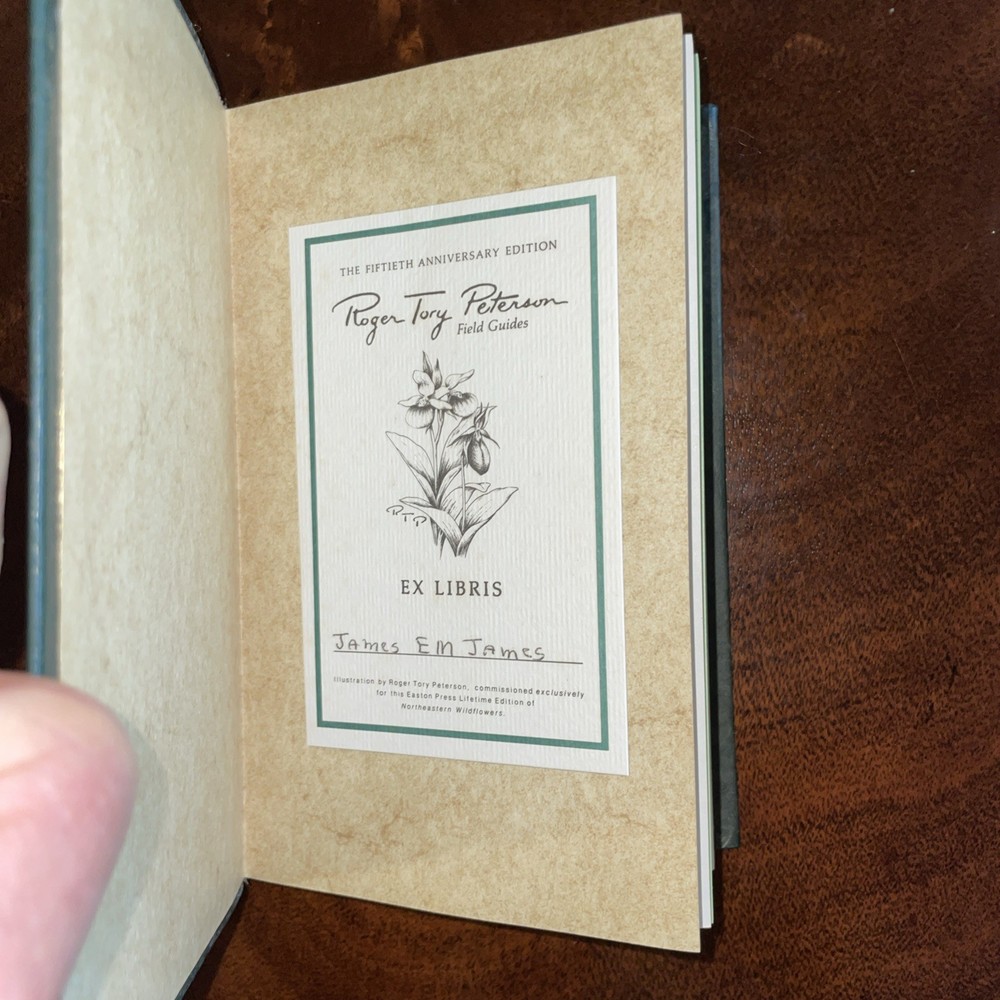 THE FIFTIETH ANNIVERSARY EDITION
Roger Tory Peterson
Field Guides
RTP
EX LIBRIS
James EM James
Illustration by Roger Tory Peterson, commissioned exclusively
for this Easton Press Lifetime Edition of
Northeastern Wildflowers.